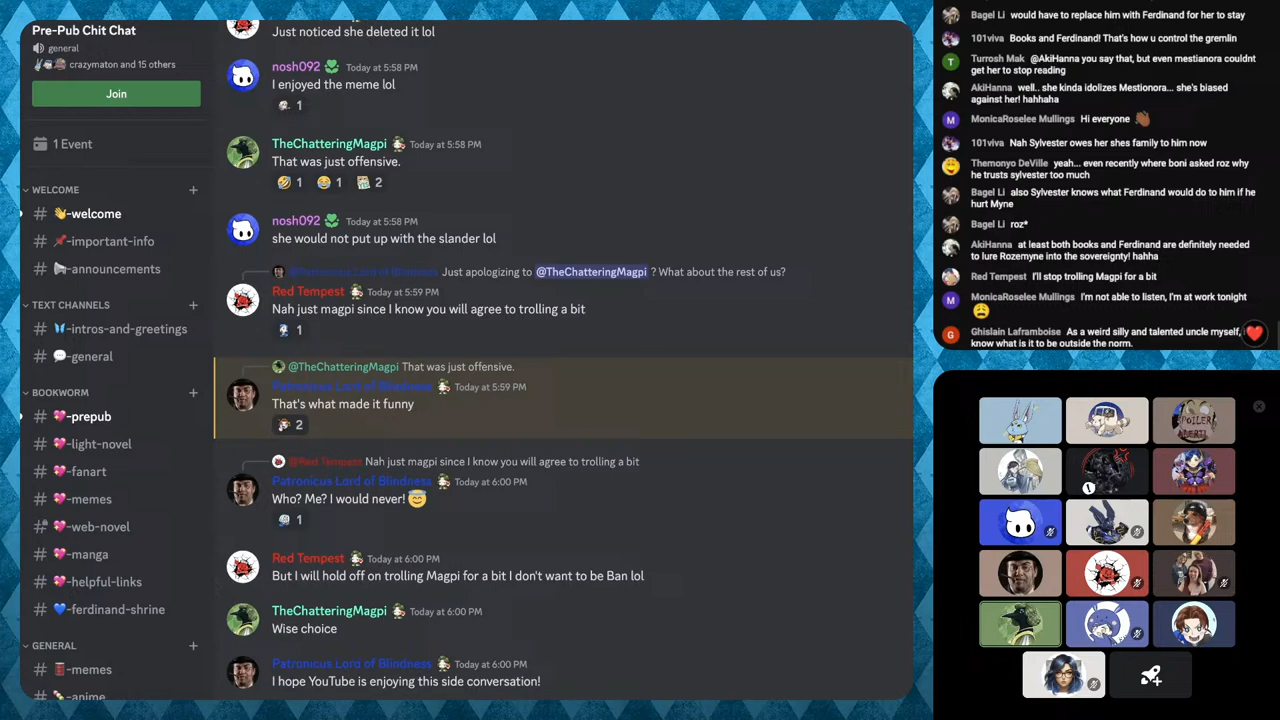 Pre-Pub Chit Chat
general
crazymaton and 15 others
Join
1 Event
WELCOME
👋-welcome
📌-important-info
📢-announcements
TEXT CHANNELS
🦋-intros-and-greetings
💬-general
BOOKWORM
💖-prepub
💖-light-novel
💖-fanart
💖-memes
💖-web-novel
💖-manga
💖-helpful-links
💙-ferdinand-shrine
GENERAL
-memes
-anime
Just noticed she deleted it lol
nosh092 Today at 5:58 PM
I enjoyed the meme lol
1
TheChatteringMagpi Today at 5:58 PM
That was just offensive.
🤣 1 😂 1 2
nosh092 Today at 5:58 PM
she would not put up with the slander lol
@Patronicus Lord of Blindness Just apologizing to @TheChatteringMagpi ? What about the rest of us?
Red Tempest Today at 5:59 PM
Nah just magpi since I know you will agree to trolling a bit
1
@TheChatteringMagpi That was just offensive.
Patronicus Lord of Blindness Today at 5:59 PM
That's what made it funny
2
@Red Tempest Nah just magpi since I know you will agree to trolling a bit
Patronicus Lord of Blindness Today at 6:00 PM
Who? Me? I would never! 😇
1
Red Tempest Today at 6:00 PM
But I will hold off on trolling Magpi for a bit I don't want to be Ban lol
TheChatteringMagpi Today at 6:00 PM
Wise choice
Patronicus Lord of Blindness Today at 6:00 PM
I hope YouTube is enjoying this side conversation!
Bagel Li would have to replace him with Ferdinand for her to stay
101viva Books and Ferdinand! That's how u control the gremlin
T Turrosh Mak @AkiHanna you say that, but even mestianora couldnt
get her to stop reading
AkiHanna well.. she kinda idolizes Mestionora... she's biased
against her! hahhaha
M MonicaRoselee Mullings Hi everyone 👋🏾
101viva Nah Sylvester owes her shes family to him now
Themonyo DeVille yeah... even recently where boni asked roz why
he trusts sylvester too much
Bagel Li also Sylvester knows what Ferdinand would do to him if he
hurt Myne
Bagel Li roz*
AkiHanna at least both books and Ferdinand are definitely needed
to lure Rozemyne into the sovereignty! haha
Red Tempest I'll stop trolling Magpi for a bit
M MonicaRoselee Mullings I'm not able to listen, I'm at work tonight
😩
G Ghislain Laframboise As a weird silly and talented uncle myself, I
know what is it to be outside the norm.
SPOILER
ALERT!